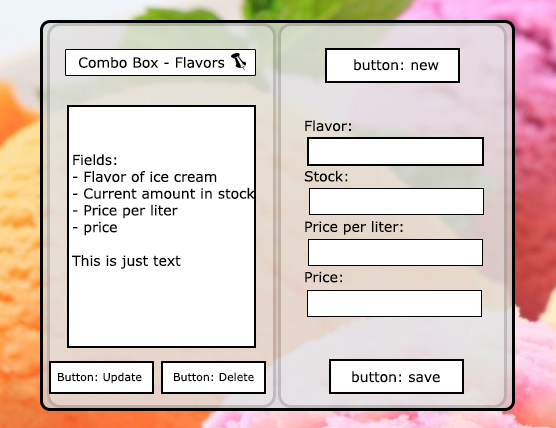 Combo Box - Flavors
Fields:
- Flavor of ice cream
- Current amount in stock
- Price per liter
- price
This is just text
Button: Update
Button: Delete
button: new
Flavor:
Stock:
Price per liter:
Price:
button: save